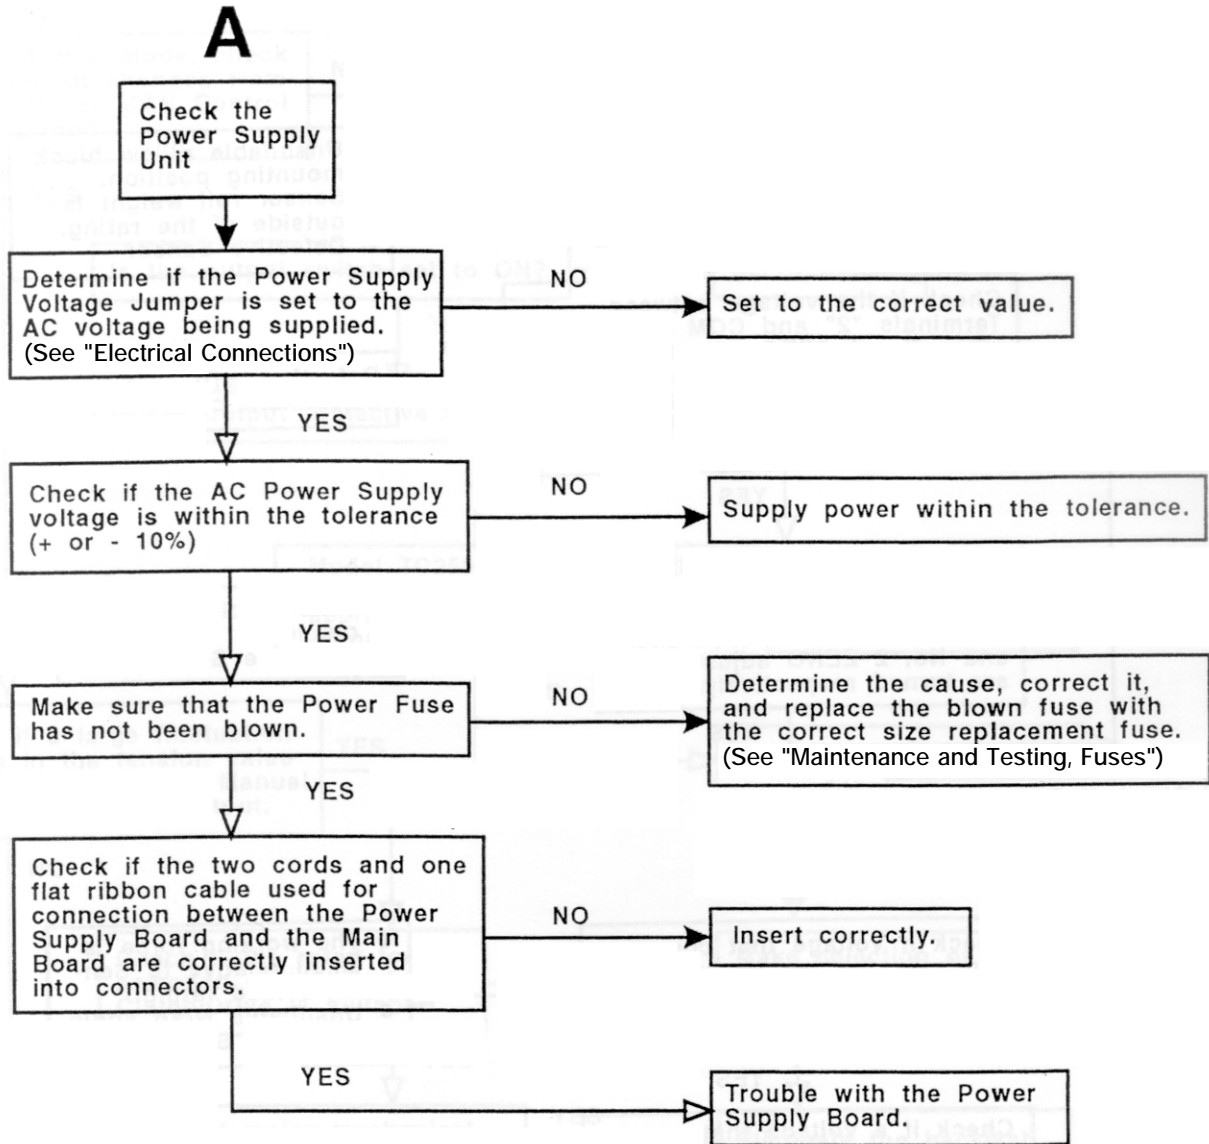 A
Check the
Power Supply
Unit
Determine if the Power Supply
Voltage Jumper is set to the
AC voltage being supplied.
(See "Electrical Connections")
NO
Set to the correct value.
YES
Check if the AC Power Supply
voltage is within the tolerance
(+ or - 10%)
NO
Supply power within the tolerance.
YES
Make sure that the Power Fuse
has not been blown.
NO
Determine the cause, correct it,
and replace the blown fuse with
the correct size replacement fuse.
(See "Maintenance and Testing, Fuses")
YES
Check if the two cords and one
flat ribbon cable used for
connection between the Power
Supply Board and the Main
Board are correctly inserted
into connectors.
NO
Insert correctly.
YES
Trouble with the Power
Supply Board.